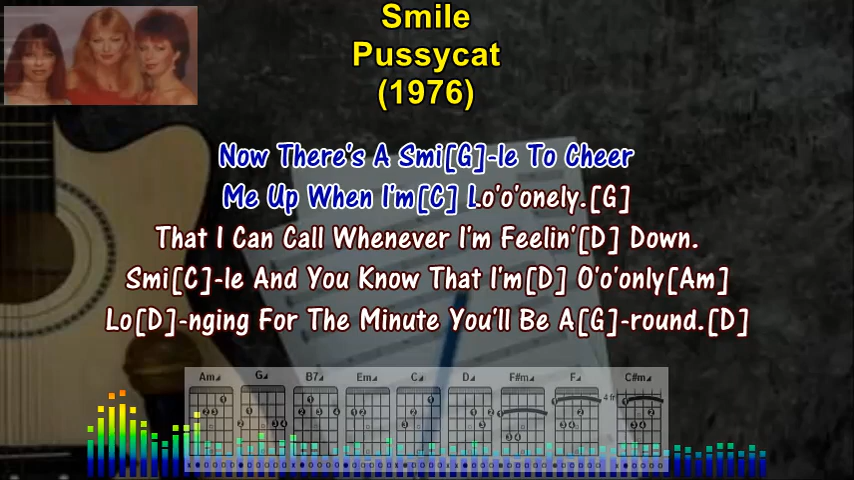 Smile
Pussycat
(1976)
Now There's A Smi[G]-le To Cheer
Me Up When I'm[C] Lo'o'onely.[G]
That I Can Call Whenever I'm Feelin'[D] Down.
Smi[C]-le And You Know That I'm[D] O'o'only[Am]
Lo[D]-nging For The Minute You'll Be A[G]-round.[D]
Am G B7 Em C D F#m F C#m
4 fr